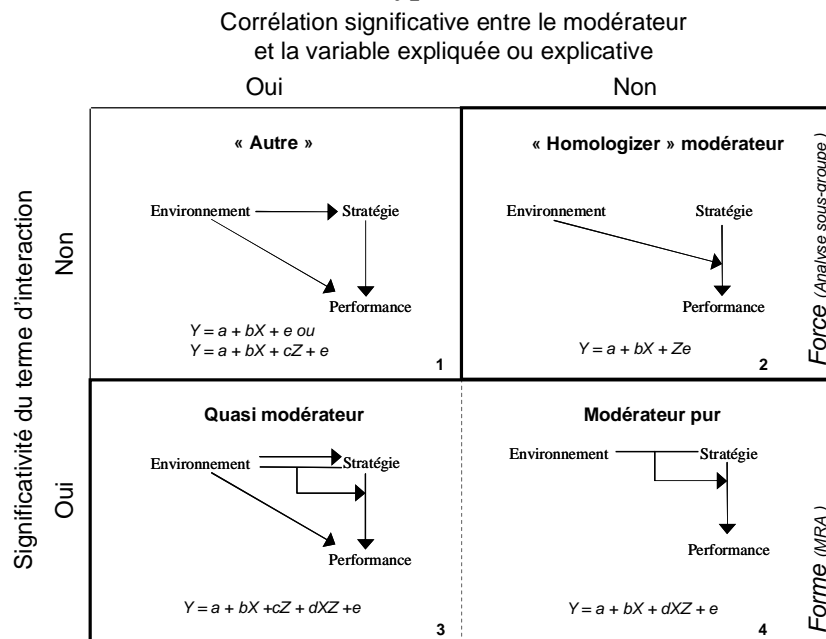 Corrélation significative entre le modérateur
et la variable expliquée ou explicative
Oui
Non
Significativité du terme d'interaction
Non
Oui
« Autre »
Environnement
Stratégie
Performance
Y = a + bX + e ou
Y = a + bX + cZ + e
1
« Homologizer » modérateur
Environnement
Stratégie
Performance
Y = a + bX + Ze
2
Force (Analyse sous-groupe )
Quasi modérateur
Environnement
Stratégie
Performance
Y = a + bX +cZ + dXZ +e
3
Modérateur pur
Environnement
Stratégie
Performance
Y = a + bX + dXZ + e
4
Forme (MRA )